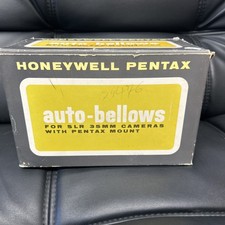 HONEYWELL PENTAX
auto-bellows
FOR SLR 35MM CAMERAS
WITH PENTAX MOUNT